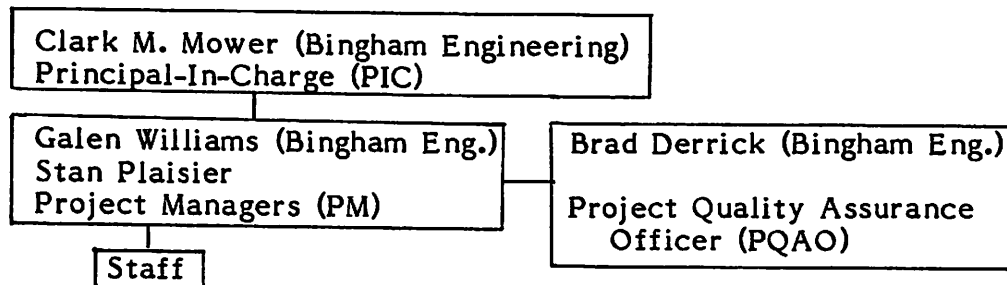 Clark M. Mower (Bingham Engineering)
Principal-In-Charge (PIC)
Galen Williams (Bingham Eng.)
Stan Plaisier
Project Managers (PM)
Brad Derrick (Bingham Eng.)
Project Quality Assurance
Officer (PQAO)
Staff